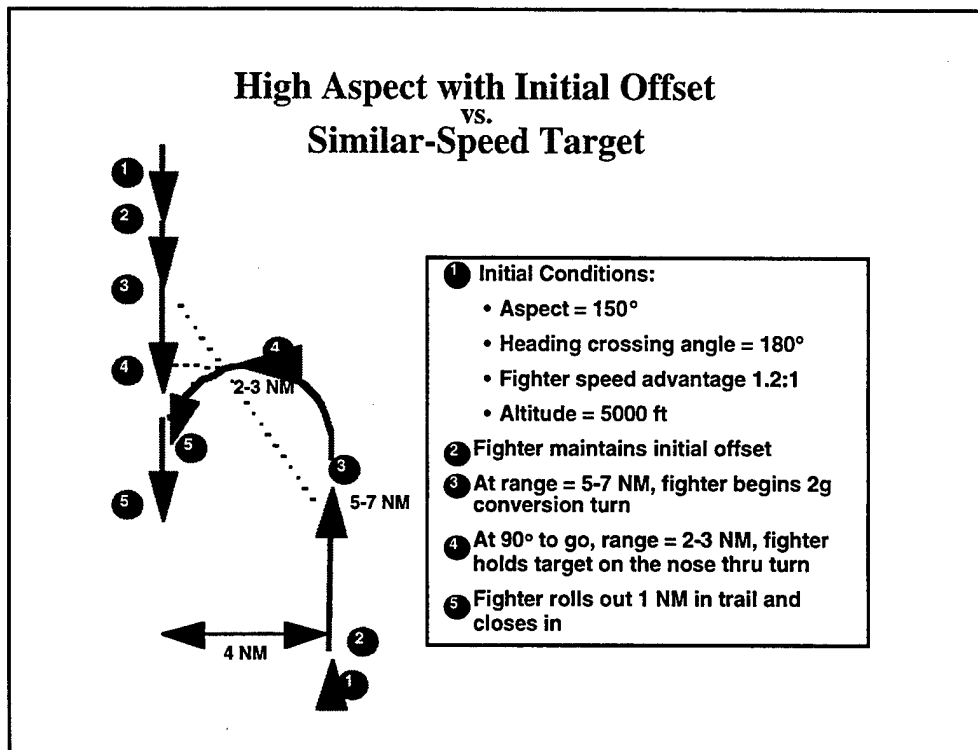 High Aspect with Initial Offset
vs.
Similar-Speed Target
1
2
3
4
4
2-3 NM
5
3
5-7 NM
5
4 NM
2
1
1 Initial Conditions:
• Aspect = 150°
• Heading crossing angle = 180°
• Fighter speed advantage 1.2:1
• Altitude = 5000 ft
2 Fighter maintains initial offset
3 At range = 5-7 NM, fighter begins 2g
conversion turn
4 At 90° to go, range = 2-3 NM, fighter
holds target on the nose thru turn
5 Fighter rolls out 1 NM in trail and
closes in